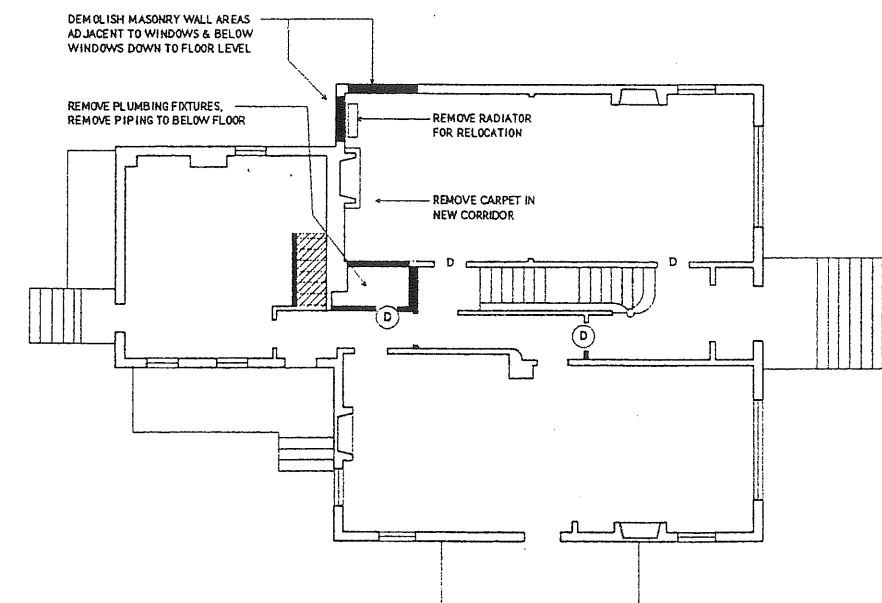 DEMOLISH MASONRY WALL AREAS
ADJACENT TO WINDOWS & BELOW
WINDOWS DOWN TO FLOOR LEVEL
REMOVE PLUMBING FIXTURES,
REMOVE PIPING TO BELOW FLOOR
REMOVE RADIATOR
FOR RELOCATION
REMOVE CARPET IN
NEW CORRIDOR
D
D
D
D